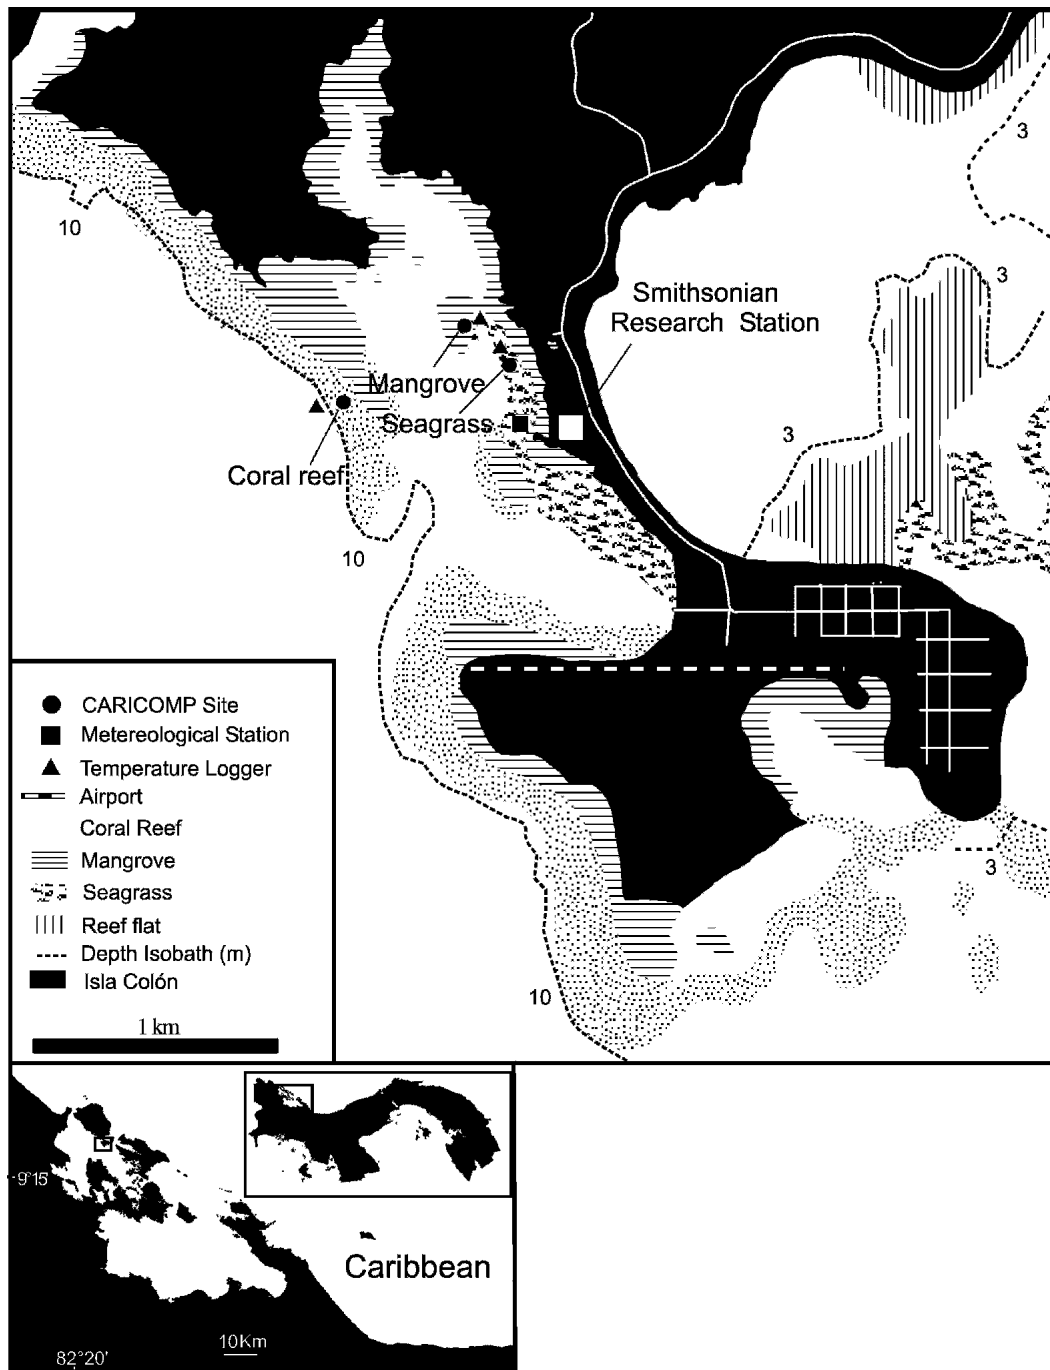 3
10
3
Smithsonian
Research Station
Mangrove
Seagrass
3
Coral reef
10
CARICOMP Site
Metereological Station
Temperature Logger
Airport
Coral Reef
Mangrove
Seagrass
Reef flat
Depth Isobath (m)
Isla Colón
1 km
3
10
9°15'
Caribbean
10Km
82°20'